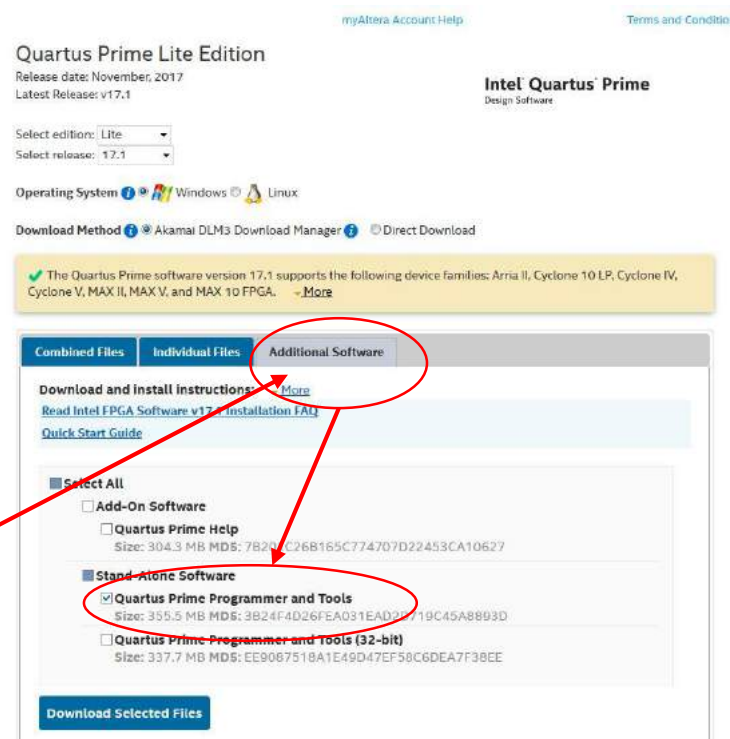 myAltera Account Help
Terms and Conditio
Quartus Prime Lite Edition
Release date: November, 2017
Latest Release: v17.1
Intel Quartus Prime
Design Software
Select edition: Lite
Select release: 17.1
Operating System Windows Linux
Download Method Akamai DLM3 Download Manager Direct Download
The Quartus Prime software version 17.1 supports the following device families: Arria II, Cyclone 10 LP, Cyclone IV,
Cyclone V, MAX II, MAX V, and MAX 10 FPGA. More
Combined Files Individual Files Additional Software
Download and install instructions: More
Read Intel FPGA Software v17.1 Installation FAQ
Quick Start Guide
Select All
Add-On Software
Quartus Prime Help
Size: 304.3 MB MD5:
Stand-Alone Software
Quartus Prime Programmer and Tools
Size: 355.5 MB MD5:
Quartus Prime Programmer and Tools (32-bit)
Size: 337.7 MB MD5: EE9087518A1E49D47EF58C6DEA7F38EE
Download Selected Files